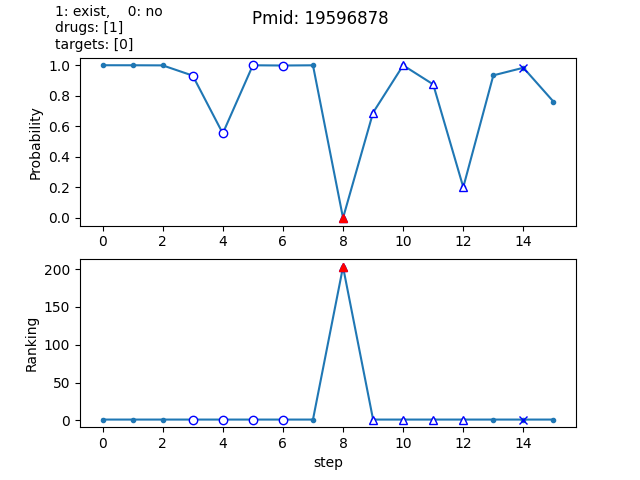 1: exist,    0: no
Pmid: 19596878
drugs: [1]
targets: [0]
1.0
0.8
0.6
0.4
0.2
0.0
Probability
0 2 4 6 8 10 12 14
200
150
100
50
0
Ranking
0 2 4 6 8 10 12 14
step